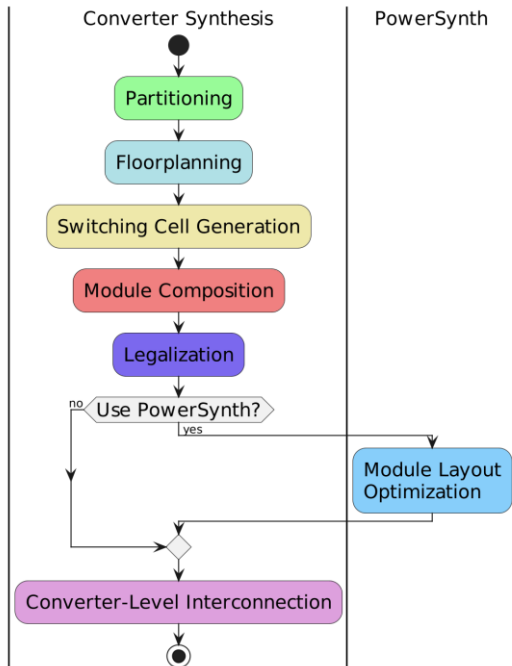 Converter Synthesis
PowerSynth
Partitioning
Floorplanning
Switching Cell Generation
Module Composition
Legalization
Use PowerSynth?
no
yes
Module Layout
Optimization
Converter-Level Interconnection